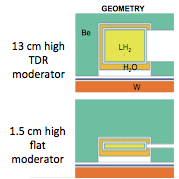 GEOMETRY
Be
13 cm high
TDR
moderator
LH₂
H₂O
W
1.5 cm high
flat
moderator